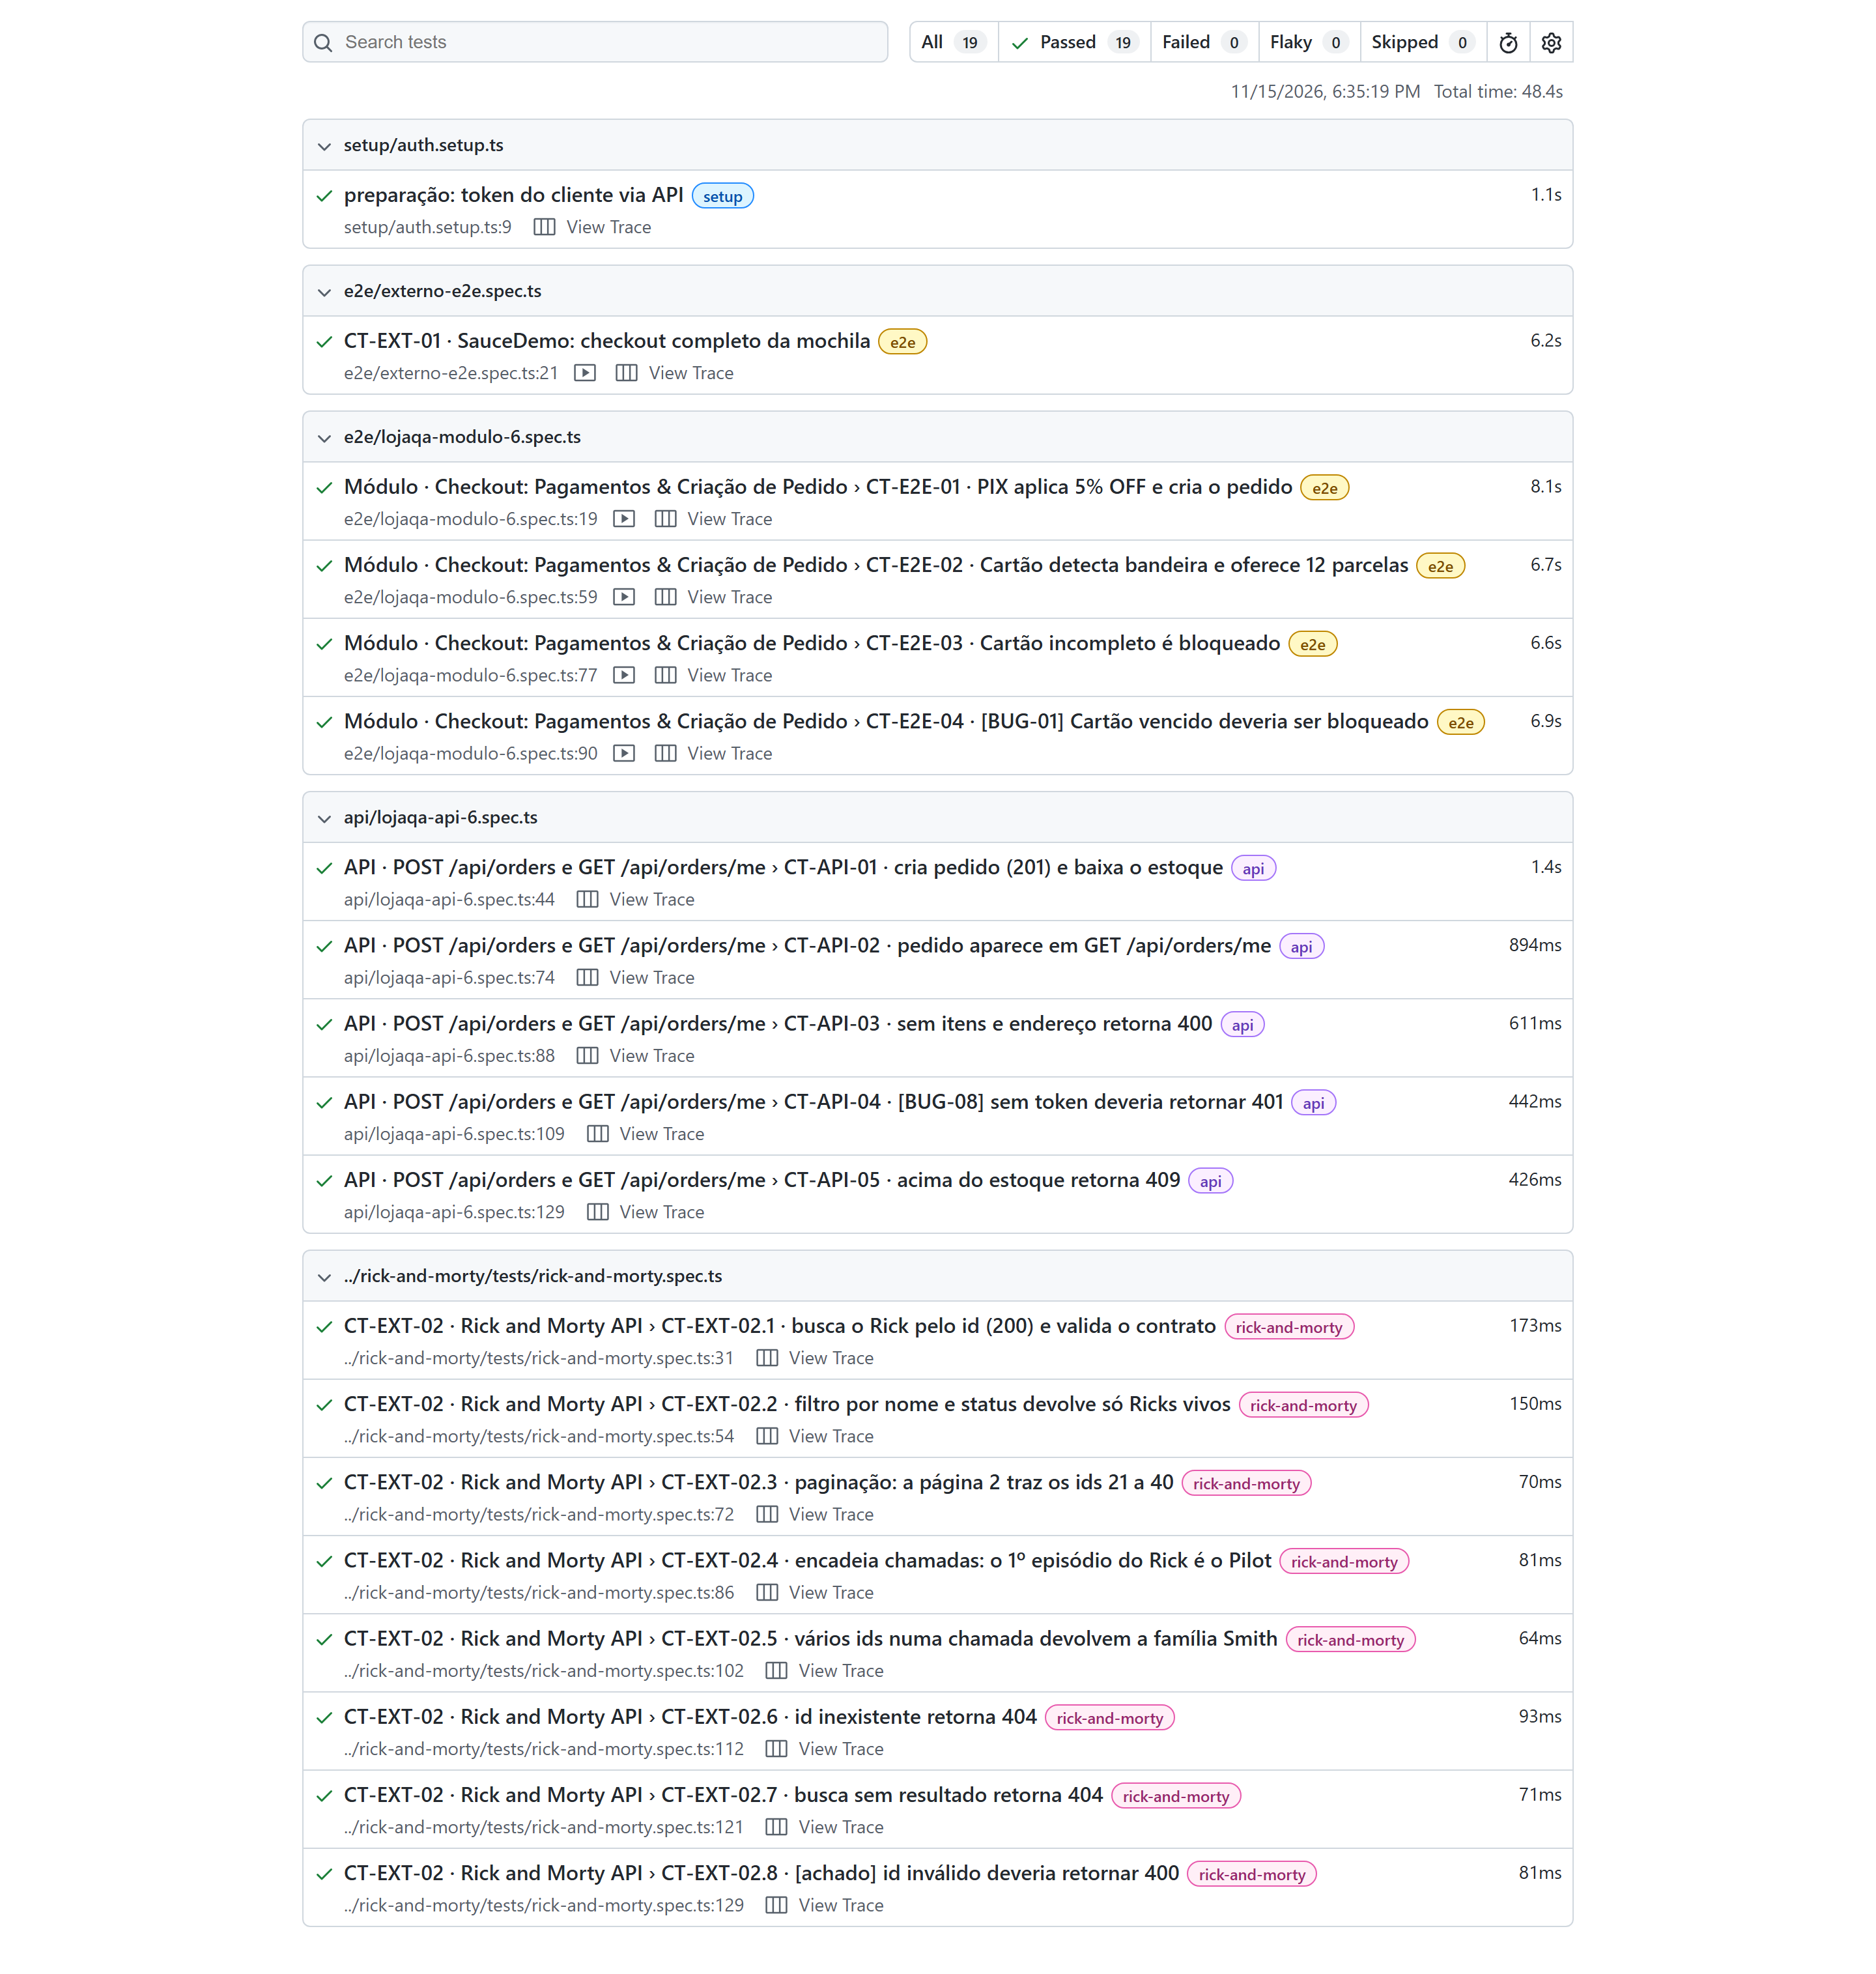 Search tests
All 19 Passed 19 Failed 0 Flaky 0 Skipped 0
11/15/2026, 6:35:19 PM Total time: 48.4s
setup/auth.setup.ts
preparação: token do cliente via API setup 1.1s
setup/auth.setup.ts:9 View Trace
e2e/externo-e2e.spec.ts
CT-EXT-01 · SauceDemo: checkout completo da mochila e2e 6.2s
e2e/externo-e2e.spec.ts:21 View Trace
e2e/lojaqa-modulo-6.spec.ts
Módulo · Checkout: Pagamentos & Criação de Pedido › CT-E2E-01 · PIX aplica 5% OFF e cria o pedido e2e 8.1s
e2e/lojaqa-modulo-6.spec.ts:19 View Trace
Módulo · Checkout: Pagamentos & Criação de Pedido › CT-E2E-02 · Cartão detecta bandeira e oferece 12 parcelas e2e 6.7s
e2e/lojaqa-modulo-6.spec.ts:59 View Trace
Módulo · Checkout: Pagamentos & Criação de Pedido › CT-E2E-03 · Cartão incompleto é bloqueado e2e 6.6s
e2e/lojaqa-modulo-6.spec.ts:77 View Trace
Módulo · Checkout: Pagamentos & Criação de Pedido › CT-E2E-04 · [BUG-01] Cartão vencido deveria ser bloqueado e2e 6.9s
e2e/lojaqa-modulo-6.spec.ts:90 View Trace
api/lojaqa-api-6.spec.ts
API · POST /api/orders e GET /api/orders/me › CT-API-01 · cria pedido (201) e baixa o estoque api 1.4s
api/lojaqa-api-6.spec.ts:44 View Trace
API · POST /api/orders e GET /api/orders/me › CT-API-02 · pedido aparece em GET /api/orders/me api 894ms
api/lojaqa-api-6.spec.ts:74 View Trace
API · POST /api/orders e GET /api/orders/me › CT-API-03 · sem itens e endereço retorna 400 api 611ms
api/lojaqa-api-6.spec.ts:88 View Trace
API · POST /api/orders e GET /api/orders/me › CT-API-04 · [BUG-08] sem token deveria retornar 401 api 442ms
api/lojaqa-api-6.spec.ts:109 View Trace
API · POST /api/orders e GET /api/orders/me › CT-API-05 · acima do estoque retorna 409 api 426ms
api/lojaqa-api-6.spec.ts:129 View Trace
../rick-and-morty/tests/rick-and-morty.spec.ts
CT-EXT-02 · Rick and Morty API › CT-EXT-02.1 · busca o Rick pelo id (200) e valida o contrato rick-and-morty 173ms
../rick-and-morty/tests/rick-and-morty.spec.ts:31 View Trace
CT-EXT-02 · Rick and Morty API › CT-EXT-02.2 · filtro por nome e status devolve só Ricks vivos rick-and-morty 150ms
../rick-and-morty/tests/rick-and-morty.spec.ts:54 View Trace
CT-EXT-02 · Rick and Morty API › CT-EXT-02.3 · paginação: a página 2 traz os ids 21 a 40 rick-and-morty 70ms
../rick-and-morty/tests/rick-and-morty.spec.ts:72 View Trace
CT-EXT-02 · Rick and Morty API › CT-EXT-02.4 · encadeia chamadas: o 1º episódio do Rick é o Pilot rick-and-morty 81ms
../rick-and-morty/tests/rick-and-morty.spec.ts:86 View Trace
CT-EXT-02 · Rick and Morty API › CT-EXT-02.5 · vários ids numa chamada devolvem a família Smith rick-and-morty 64ms
../rick-and-morty/tests/rick-and-morty.spec.ts:102 View Trace
CT-EXT-02 · Rick and Morty API › CT-EXT-02.6 · id inexistente retorna 404 rick-and-morty 93ms
../rick-and-morty/tests/rick-and-morty.spec.ts:112 View Trace
CT-EXT-02 · Rick and Morty API › CT-EXT-02.7 · busca sem resultado retorna 404 rick-and-morty 71ms
../rick-and-morty/tests/rick-and-morty.spec.ts:121 View Trace
CT-EXT-02 · Rick and Morty API › CT-EXT-02.8 · [achado] id inválido deveria retornar 400 rick-and-morty 81ms
../rick-and-morty/tests/rick-and-morty.spec.ts:129 View Trace